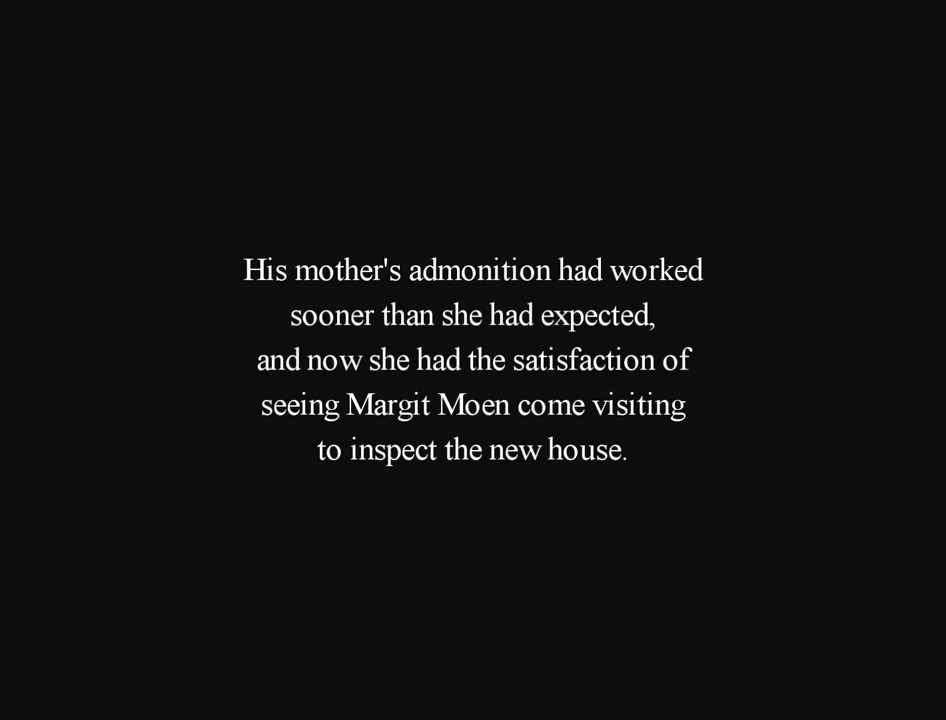 His mother's admonition had worked
sooner than she had expected,
and now she had the satisfaction of
seeing Margit Moen come visiting
to inspect the new house.